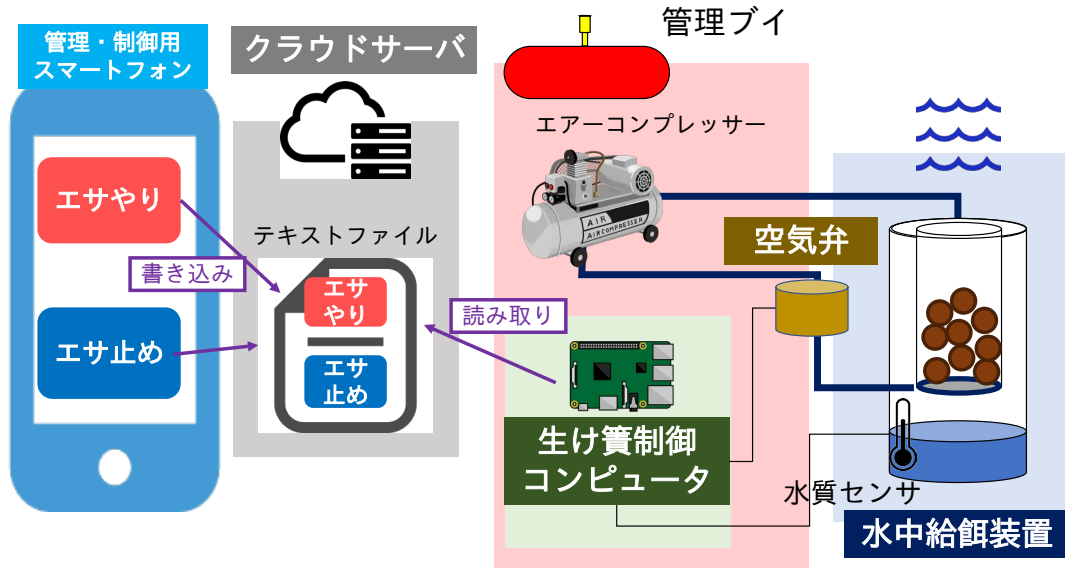 管理・制御用
スマートフォン
エサやり
エサ止め
クラウドサーバ
テキストファイル
書き込み
エサ
やり
エサ
止め
読み取り
管理ブイ
エアーコンプレッサー
AIR
AIRCOMPRESSER
空気弁
生け簀制御
コンピュータ
水質センサ
水中給餌装置